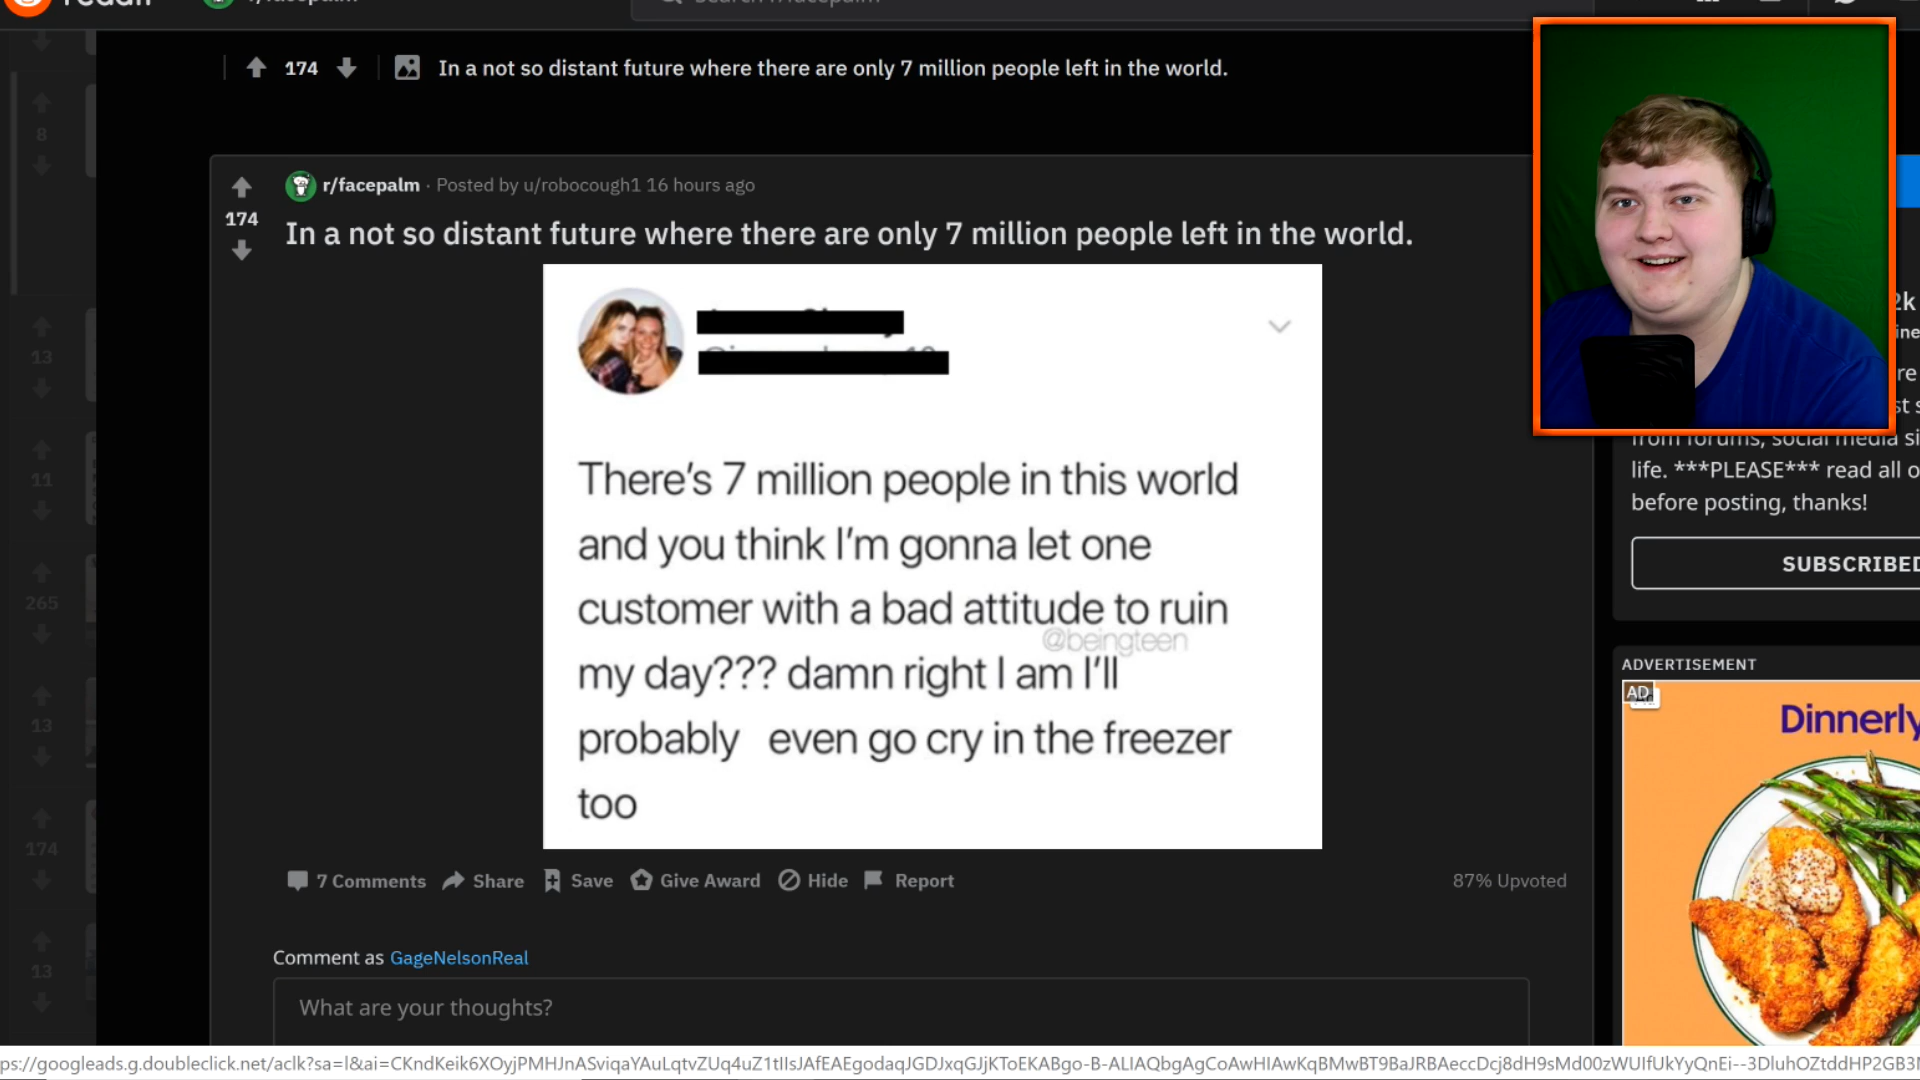 174 In a not so distant future where there are only 7 million people left in the world.
r/facepalm · Posted by u/robocough1 16 hours ago
174
In a not so distant future where there are only 7 million people left in the world.
There's 7 million people in this world
and you think I'm gonna let one
customer with a bad attitude to ruin
@beingteen
my day??? damn right I am I'll
probably even go cry in the freezer
too
7 Comments Share Save Give Award Hide Report 87% Upvoted
Comment as GageNelsonReal
What are your thoughts?
8
13
11
265
13
174
13
life. ***PLEASE*** read all o
before posting, thanks!
SUBSCRIBED
ADVERTISEMENT
AD
Dinnerly